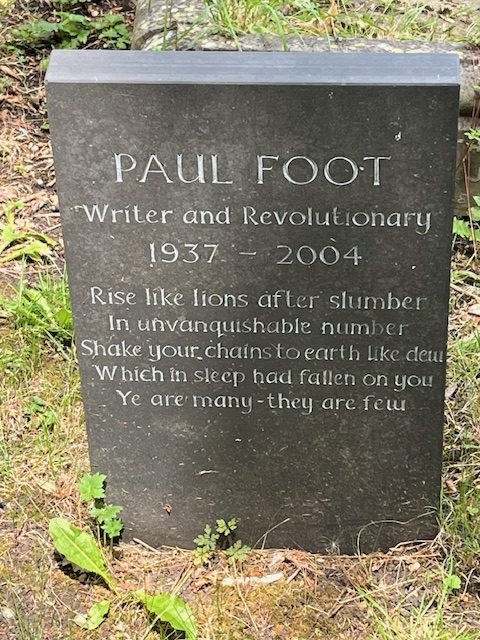 PAUL FOOT
Writer and Revolutionary
1937 – 2004
Rise like lions after slumber
In unvanquishable number
Shake your chains to earth like dew
Which in sleep had fallen on you
Ye are many - they are few